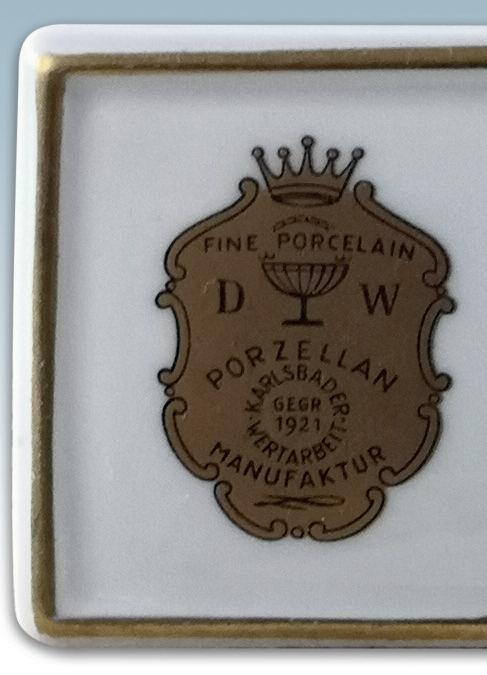 FINE PORCELAIN
D W
PORZELLAN
·KARLSBADER·
GEGR
1921
WERTARBEIT
MANUFAKTUR